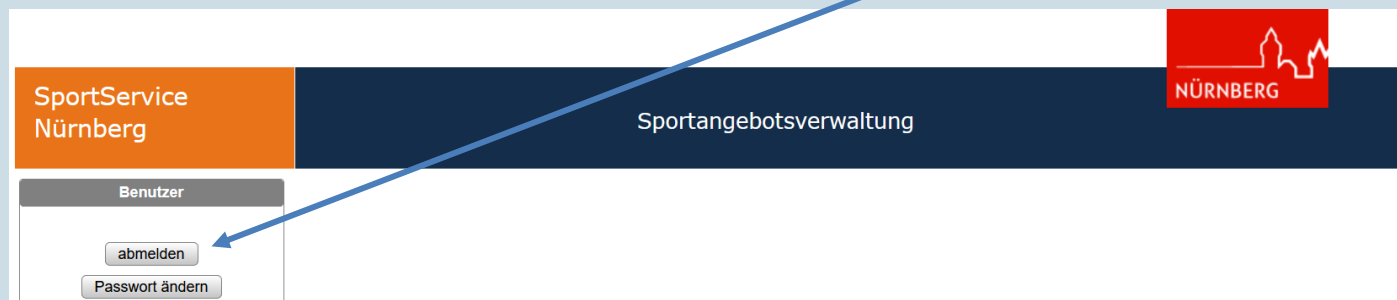 NÜRNBERG
SportService
Nürnberg
Sportangebotsverwaltung
Benutzer
abmelden
Passwort ändern